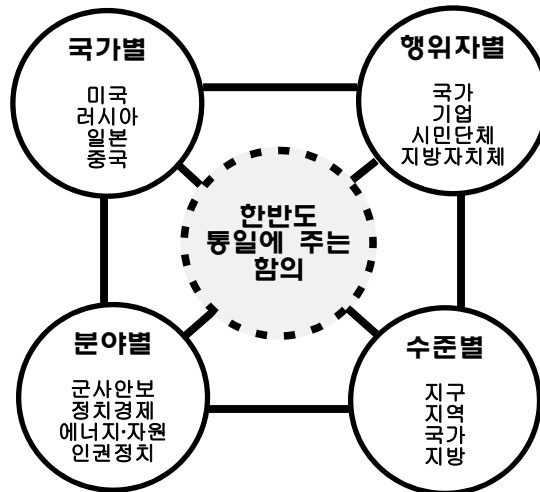 국가별
미국
러시아
일본
중국
행위자별
국가
기업
시민단체
지방자치체
한반도
통일에 주는
함의
분야별
군사안보
정치경제
에너지·자원
인권정치
수준별
지구
지역
국가
지방